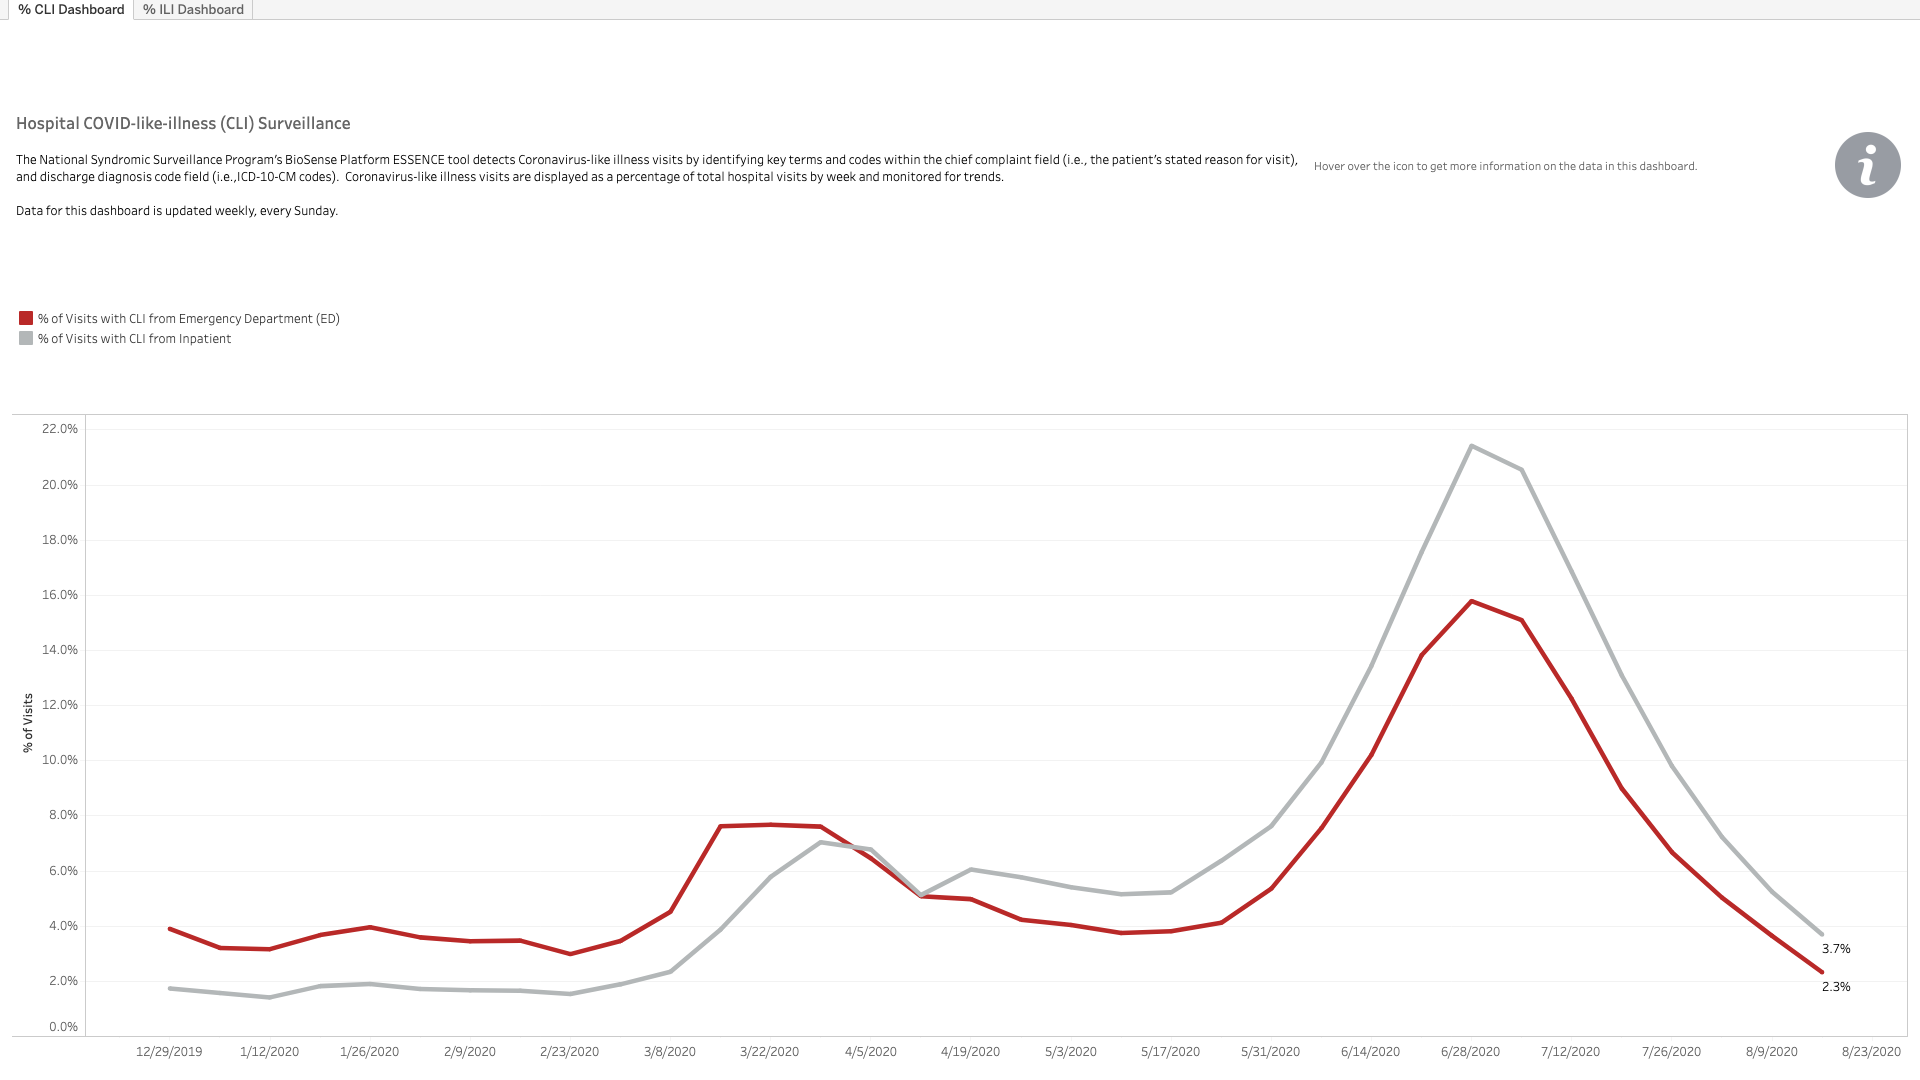 % CLI Dashboard
% ILI Dashboard
Hospital COVID-like-illness (CLI) Surveillance
The National Syndromic Surveillance Program's BioSense Platform ESSENCE tool detects Coronavirus-like illness visits by identifying key terms and codes within the chief complaint field (i.e., the patient's stated reason for visit),
and discharge diagnosis code field (i.e.,ICD-10-CM codes).  Coronavirus-like illness visits are displayed as a percentage of total hospital visits by week and monitored for trends.
Data for this dashboard is updated weekly, every Sunday.
Hover over the icon to get more information on the data in this dashboard.
i
% of Visits with CLI from Emergency Department (ED)
% of Visits with CLI from Inpatient
% of Visits
22.0%
20.0%
18.0%
16.0%
14.0%
12.0%
10.0%
8.0%
6.0%
4.0%
2.0%
0.0%
3.7%
2.3%
12/29/2019
1/12/2020
1/26/2020
2/9/2020
2/23/2020
3/8/2020
3/22/2020
4/5/2020
4/19/2020
5/3/2020
5/17/2020
5/31/2020
6/14/2020
6/28/2020
7/12/2020
7/26/2020
8/9/2020
8/23/2020